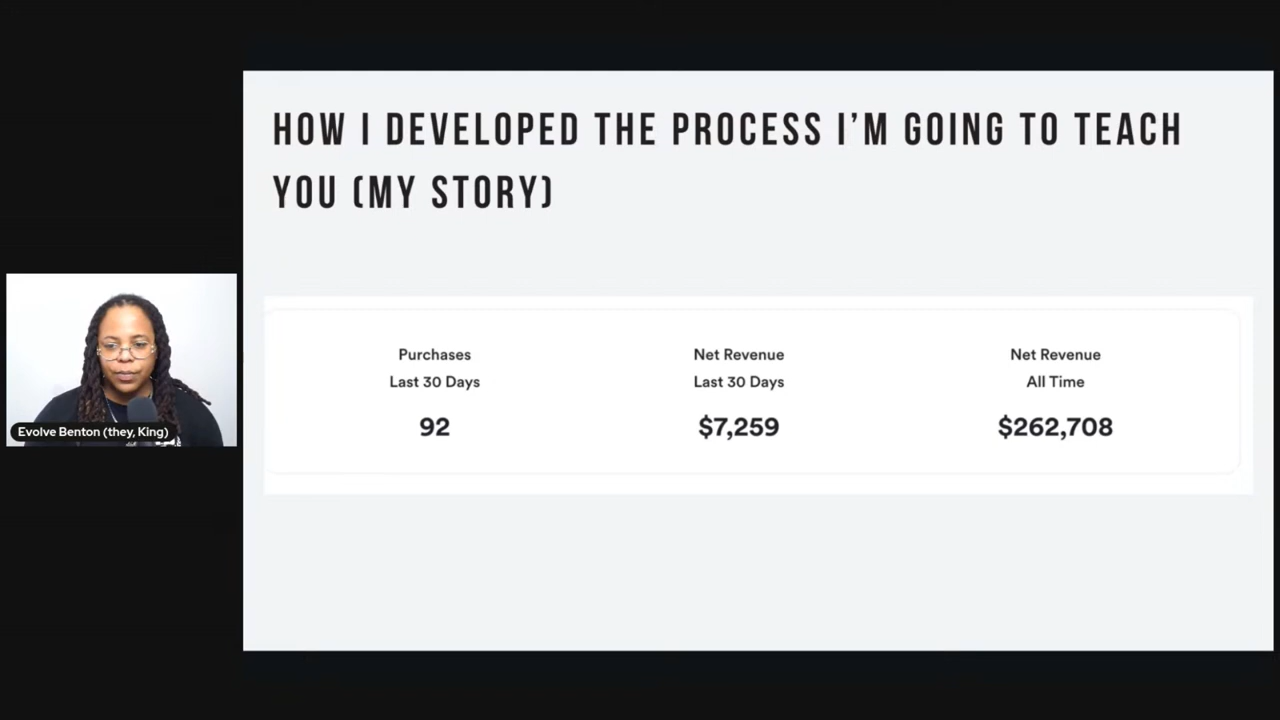 HOW I DEVELOPED THE PROCESS I'M GOING TO TEACH
YOU (MY STORY)
Purchases
Last 30 Days
92
Net Revenue
Last 30 Days
$7,259
Net Revenue
All Time
$262,708
Evolve Benton (they, King)